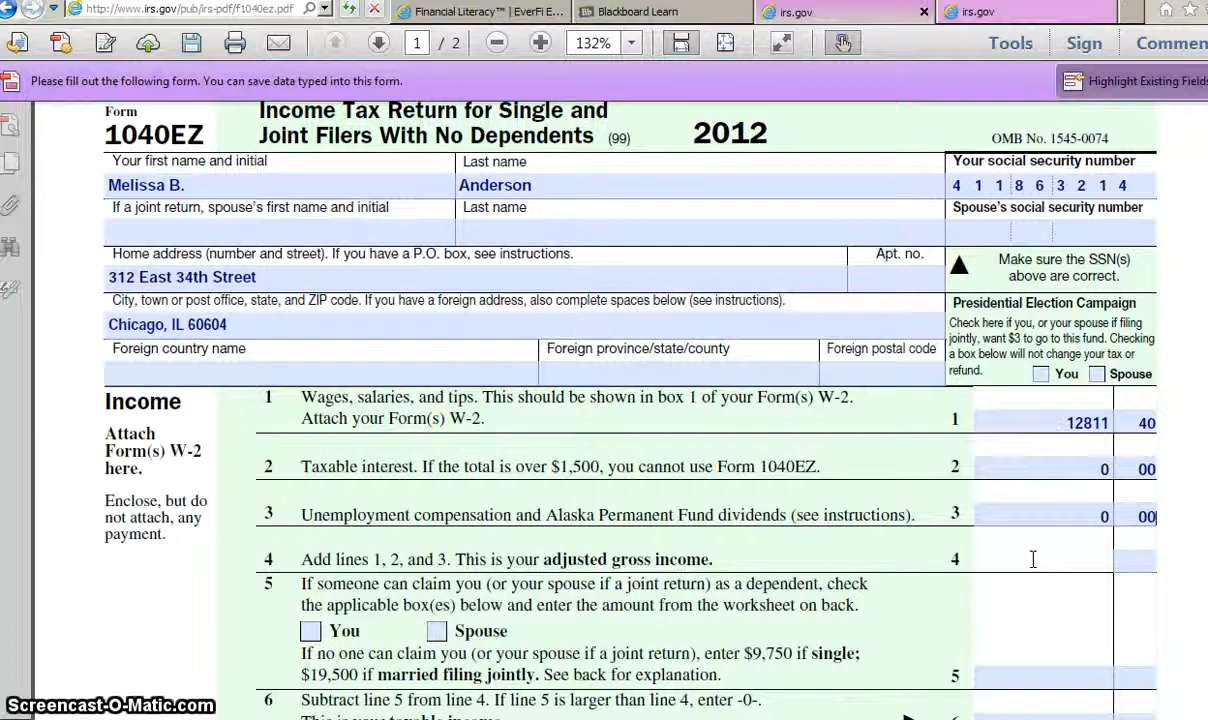 http://www.irs.gov/pub/irs-pdf/f1040ez.pdf
Financial Literacy™ | EverFi E...
Blackboard Learn
irs.gov
irs.gov
1 / 2
132%
Tools Sign Commen
Please fill out the following form. You can save data typed into this form.
Highlight Existing Fields
Form
1040EZ
Income Tax Return for Single and
Joint Filers With No Dependents (99)
2012
OMB No. 1545-0074
Your first name and initial
Last name
Your social security number
Melissa B.
Anderson
4 1 1 8 6 3 2 1 4
If a joint return, spouse's first name and initial
Last name
Spouse's social security number
Home address (number and street). If you have a P.O. box, see instructions.
Apt. no.
312 East 34th Street
Make sure the SSN(s)
above are correct.
City, town or post office, state, and ZIP code. If you have a foreign address, also complete spaces below (see instructions).
Chicago, IL 60604
Foreign country name
Foreign province/state/county
Foreign postal code
Presidential Election Campaign
Check here if you, or your spouse if filing
jointly, want $3 to go to this fund. Checking
a box below will not change your tax or
refund.
You Spouse
Income
Attach
Form(s) W-2
here.
Enclose, but do
not attach, any
payment.
1 Wages, salaries, and tips. This should be shown in box 1 of your Form(s) W-2.
Attach your Form(s) W-2. 1 12811 40
2 Taxable interest. If the total is over $1,500, you cannot use Form 1040EZ. 2 0 00
3 Unemployment compensation and Alaska Permanent Fund dividends (see instructions). 3 0 00
4 Add lines 1, 2, and 3. This is your adjusted gross income. 4
5 If someone can claim you (or your spouse if a joint return) as a dependent, check
the applicable box(es) below and enter the amount from the worksheet on back.
You Spouse
If no one can claim you (or your spouse if a joint return), enter $9,750 if single;
$19,500 if married filing jointly. See back for explanation. 5
6 Subtract line 5 from line 4. If line 5 is larger than line 4, enter -0-.
This is your taxable income. 6
Screencast-O-Matic.com